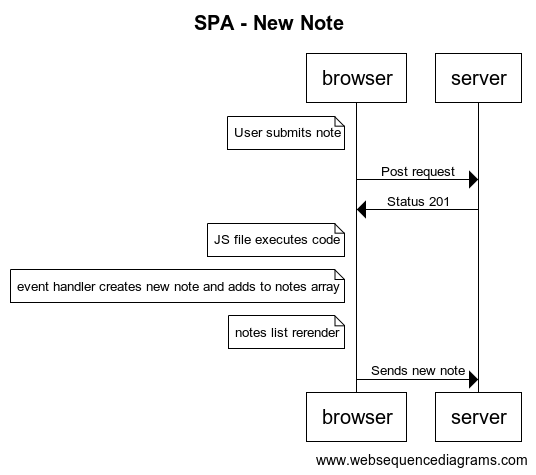 SPA - New Note
browser
server
User submits note
Post request
Status 201
JS file executes code
event handler creates new note and adds to notes array
notes list rerender
Sends new note
browser
server
www.websequencediagrams.com